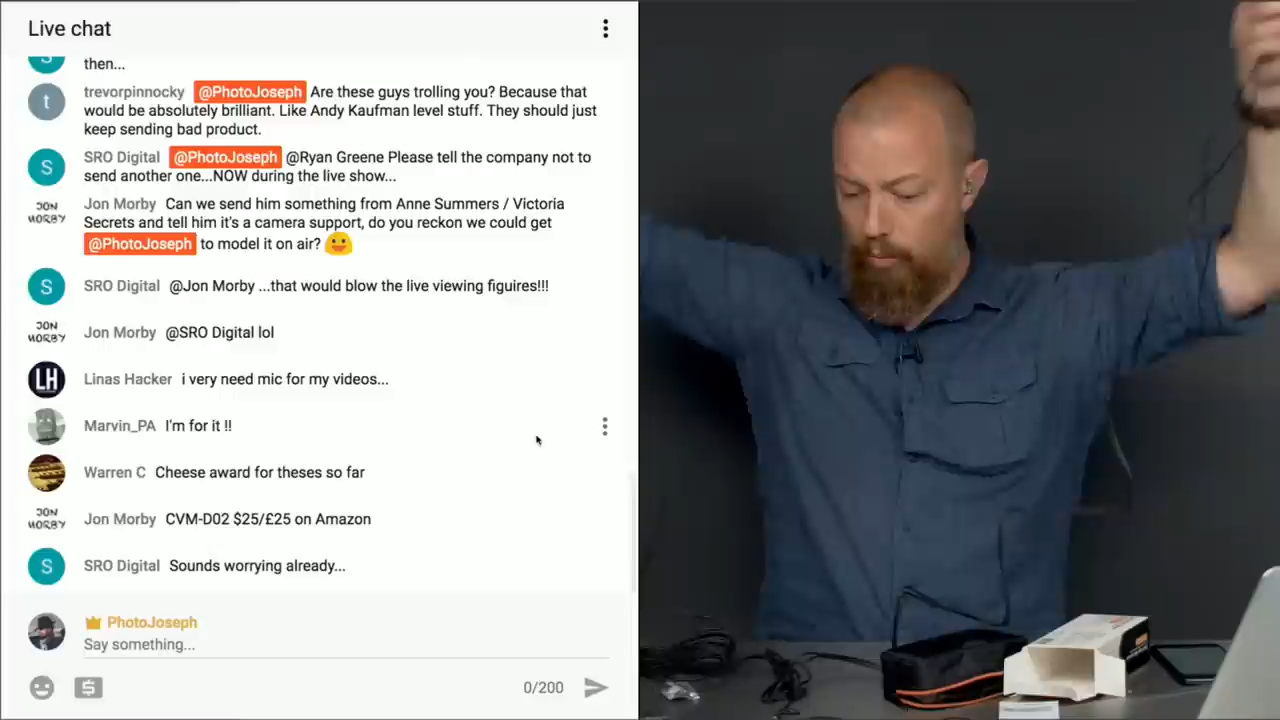 Live chat
then...
trevorpinnocky @PhotoJoseph Are these guys trolling you? Because that
would be absolutely brilliant. Like Andy Kaufman level stuff. They should just
keep sending bad product.
SRO Digital @PhotoJoseph @Ryan Greene Please tell the company not to
send another one...NOW during the live show...
Jon Morby Can we send him something from Anne Summers / Victoria
Secrets and tell him it's a camera support, do you reckon we could get
@PhotoJoseph to model it on air?
SRO Digital @Jon Morby ...that would blow the live viewing figuires!!!
Jon Morby @SRO Digital lol
Linas Hacker i very need mic for my videos...
Marvin_PA I'm for it !!
Warren C Cheese award for theses so far
Jon Morby CVM-D02 $25/£25 on Amazon
SRO Digital Sounds worrying already...
PhotoJoseph
Say something...
0/200
S
t
S
JON
MORBY
S
JON
MORBY
LH
JON
MORBY
S